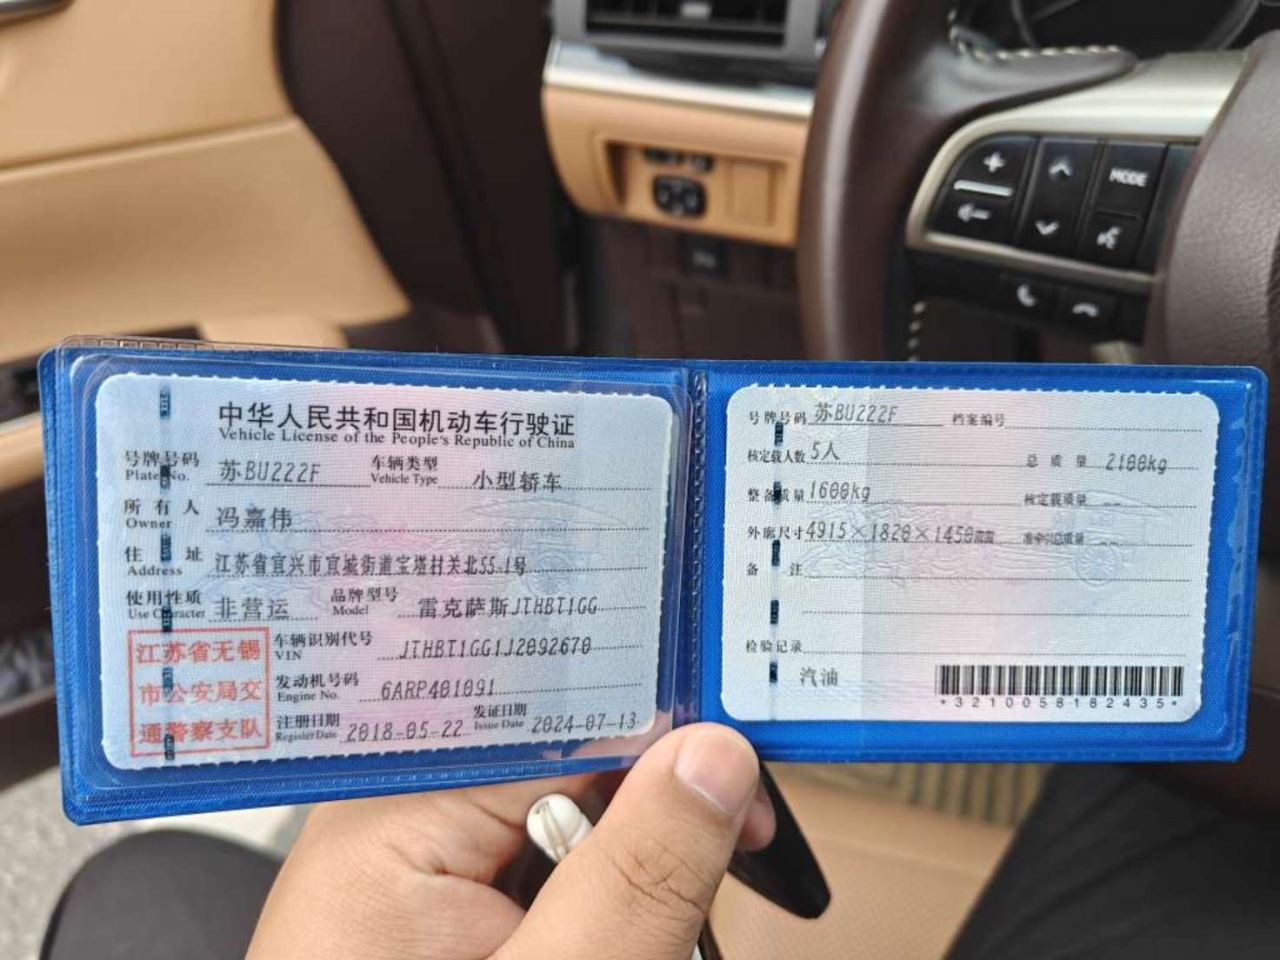 MODE
中华人民共和国机动车行驶证
Vehicle License of the People's Republic of China
号牌号码 苏BU222F 车辆类型 小型轿车
Plate No. Vehicle Type
所有人 冯嘉伟
Owner
住址 江苏省宜兴市宜城街道宝塔村关北55-1号
Address
使用性质 非营运 品牌型号 雷克萨斯JTHBT1GG
Use Character Model
江苏省无锡
市公安局交
通警察支队
车辆识别代号 JTHBT1GG1J2092670
VIN
发动机号码 6ARP401091
Engine No.
注册日期 2018-05-22 发证日期 2024-07-13
Register Date Issue Date
号牌号码 苏BU222F 档案编号
核定载人数 5人 总质量 2100kg
整备质量 1600kg 核定载质量 --
外廓尺寸 4915×1820×1450mm 准牵引总质量 --
备注
检验记录
汽油
*3210058182435*